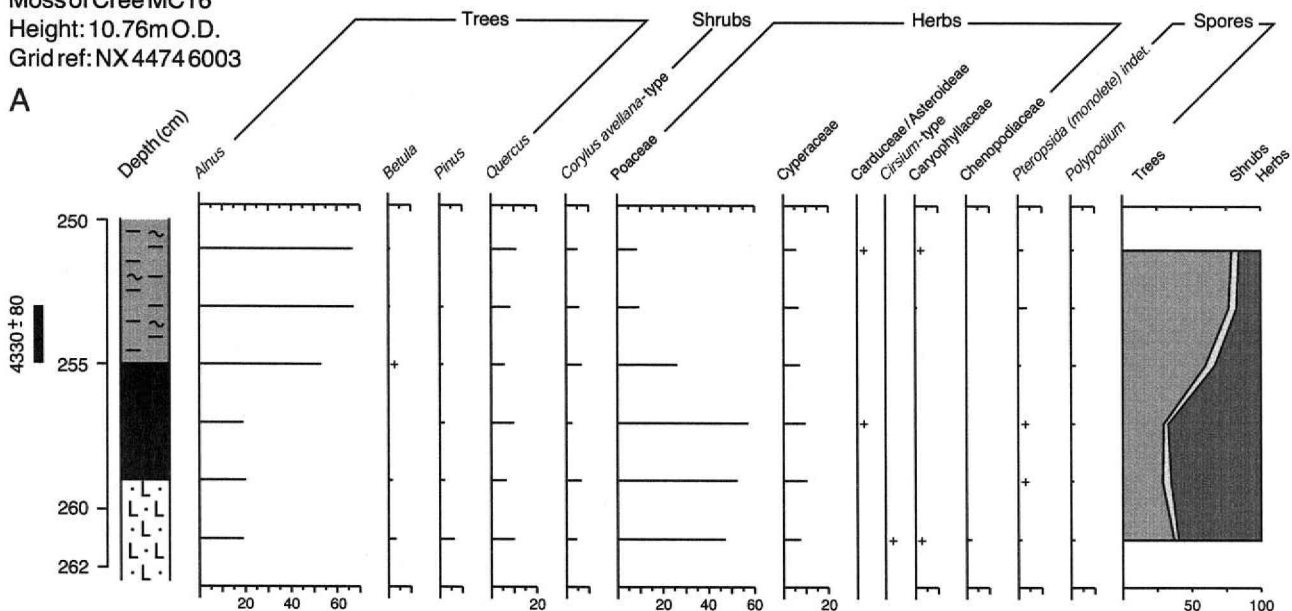 Moss of Cree MC16
Height: 10.76m O.D.
Grid ref: NX 4474 6003
A
Trees
Shrubs
Herbs
Spores
Depth (cm)
Alnus
Betula
Pinus
Quercus
Corylus avellana-type
Poaceae
Cyperaceae
Carduceae / Asteroideae
Cirsium-type
Caryophyllaceae
Chenopodiaceae
Pteropsida (monolete) indet.
Polypodium
Trees
Shrubs
Herbs
250
255
260
262
4330 ± 80
+ +
+
+ +
+
+ +
20 40 60 20 20 40 60 20 50 100